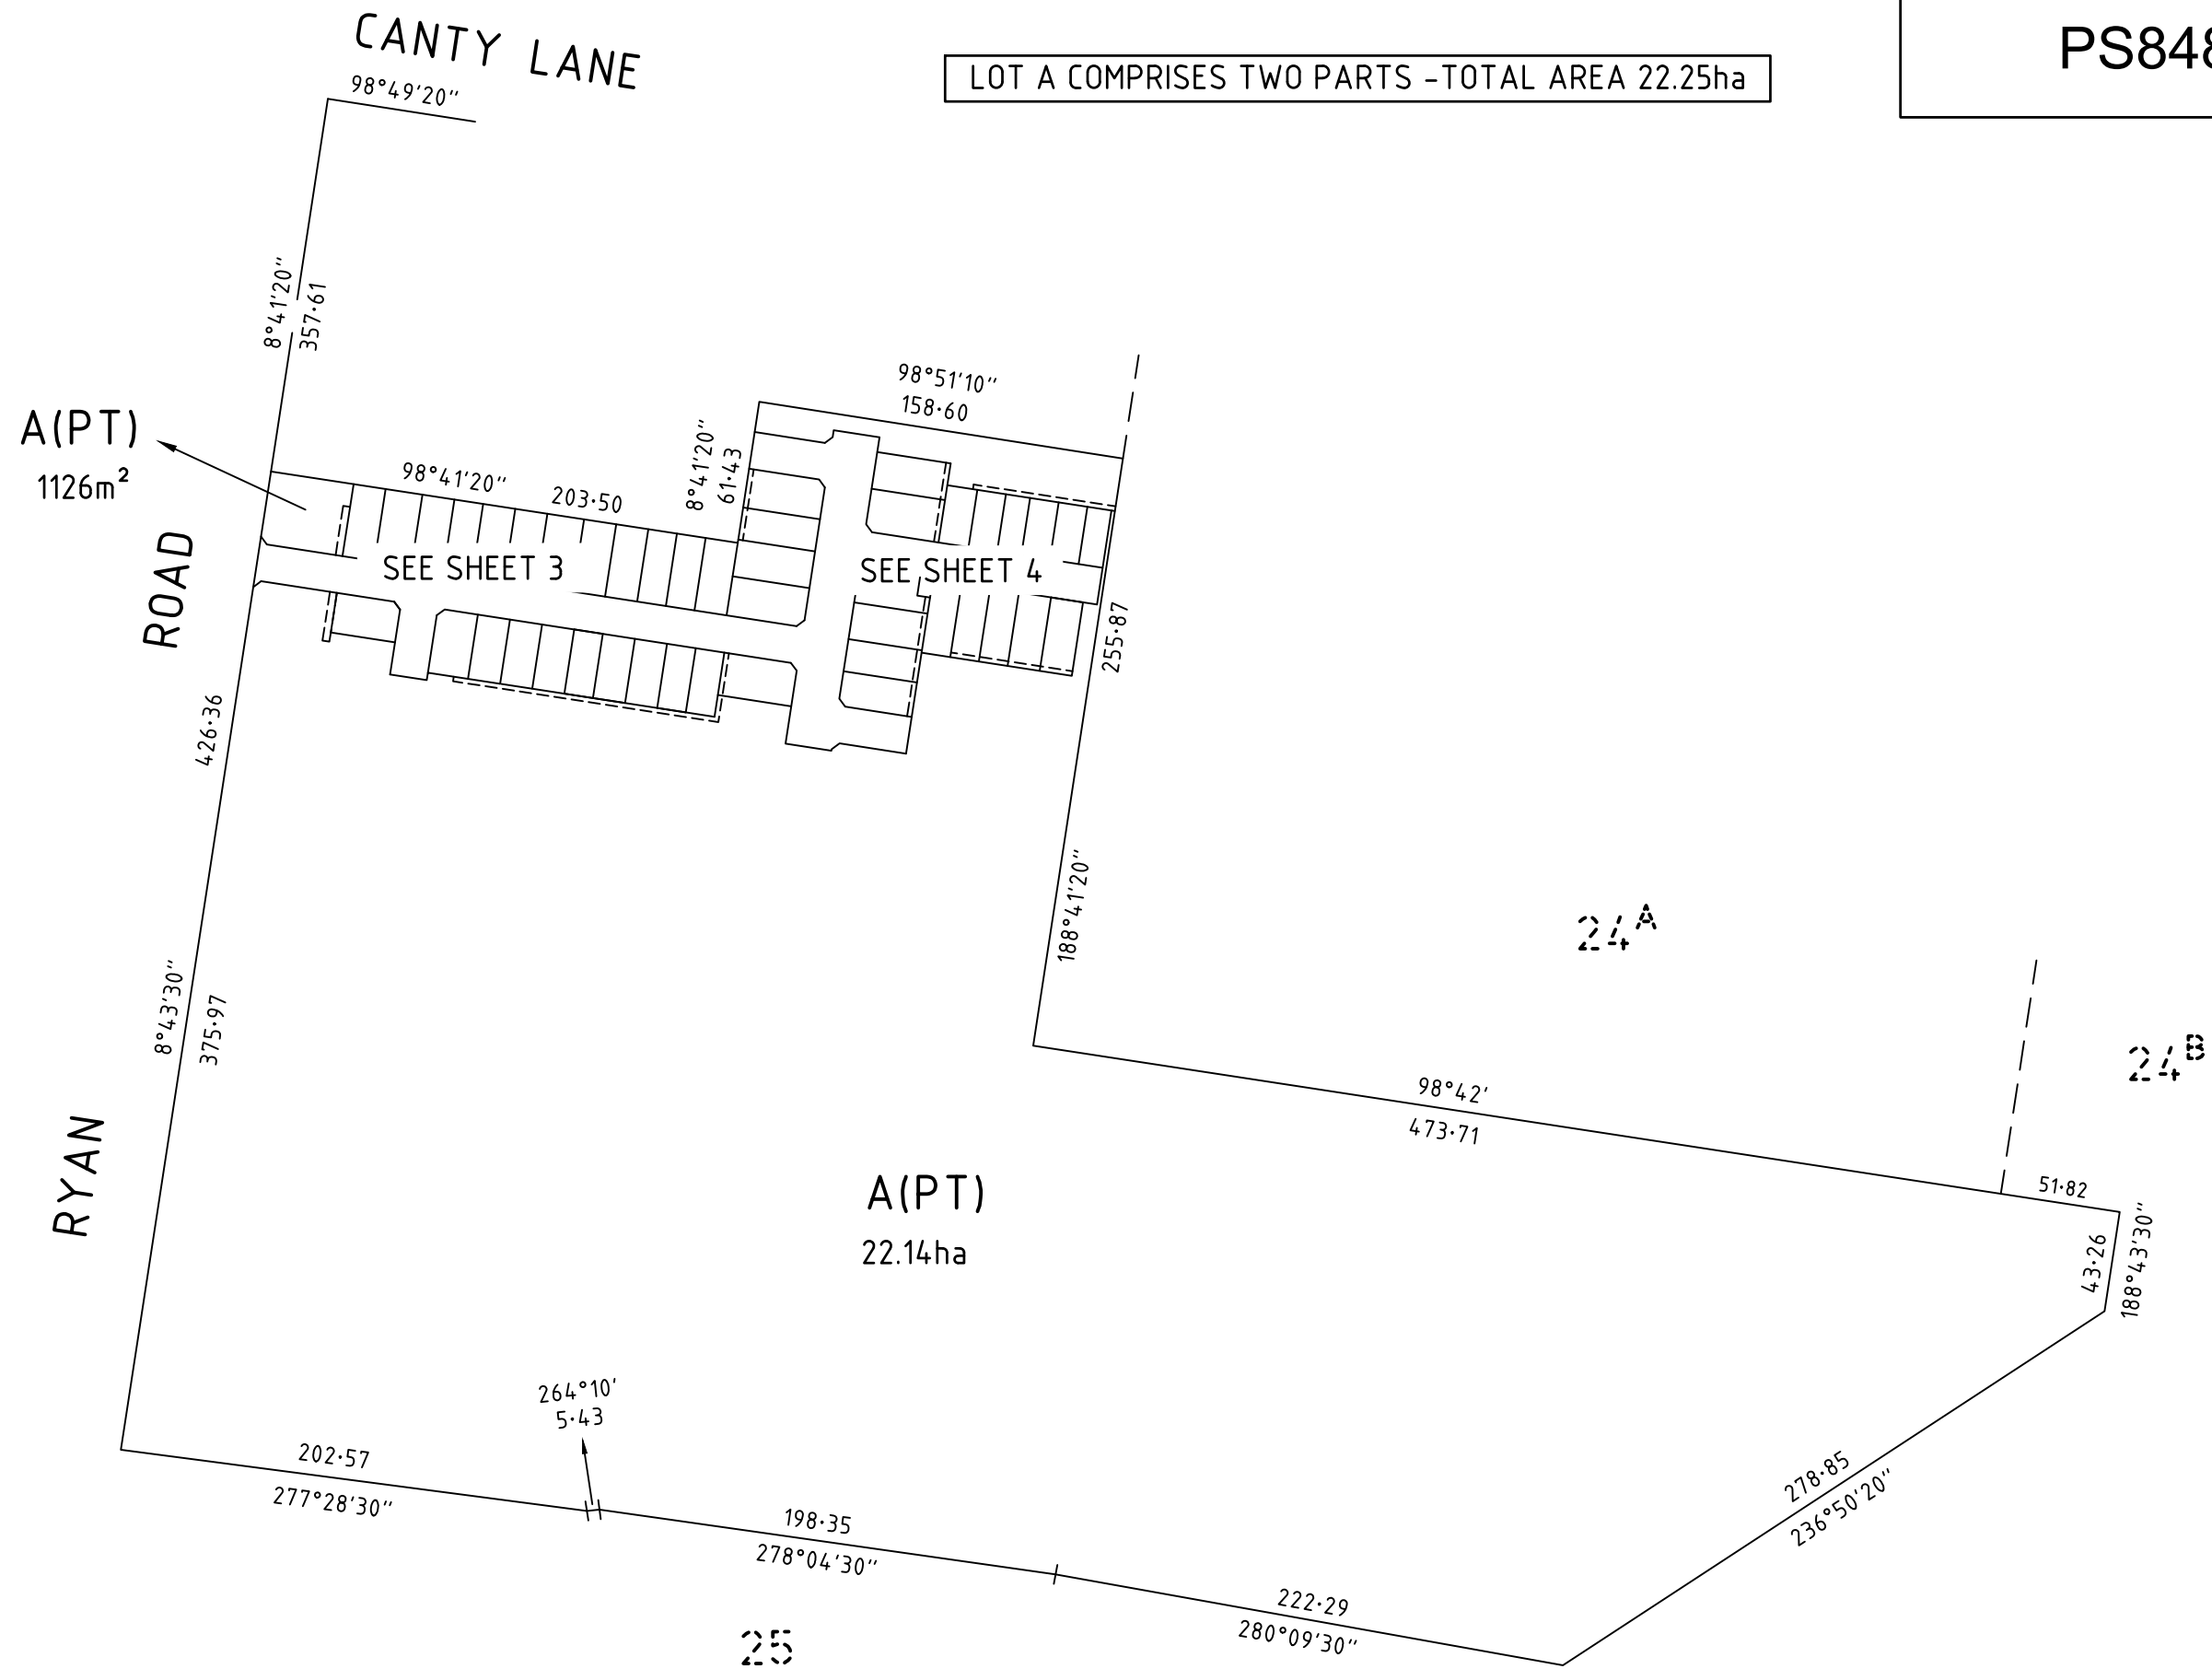 CANTY LANE
98°49'20"
LOT A COMPRISES TWO PARTS -TOTAL AREA 22.25ha
PS848
8°41'20"
357·61
A(PT)
1126m²
98°41'20"
203·50
8°41'20"
61·43
98°51'10"
158·60
SEE SHEET 3
SEE SHEET 4
ROAD
255·87
426·36
188°41'20"
24A
8°43'30"
375·97
24B
98°42'
473·71
RYAN
A(PT)
22.14ha
51·82
43·26
188°43'30"
264°10'
5·43
202·57
277°28'30"
198·35
278°04'30"
278·85
236°50'20"
222·29
280°09'30"
25